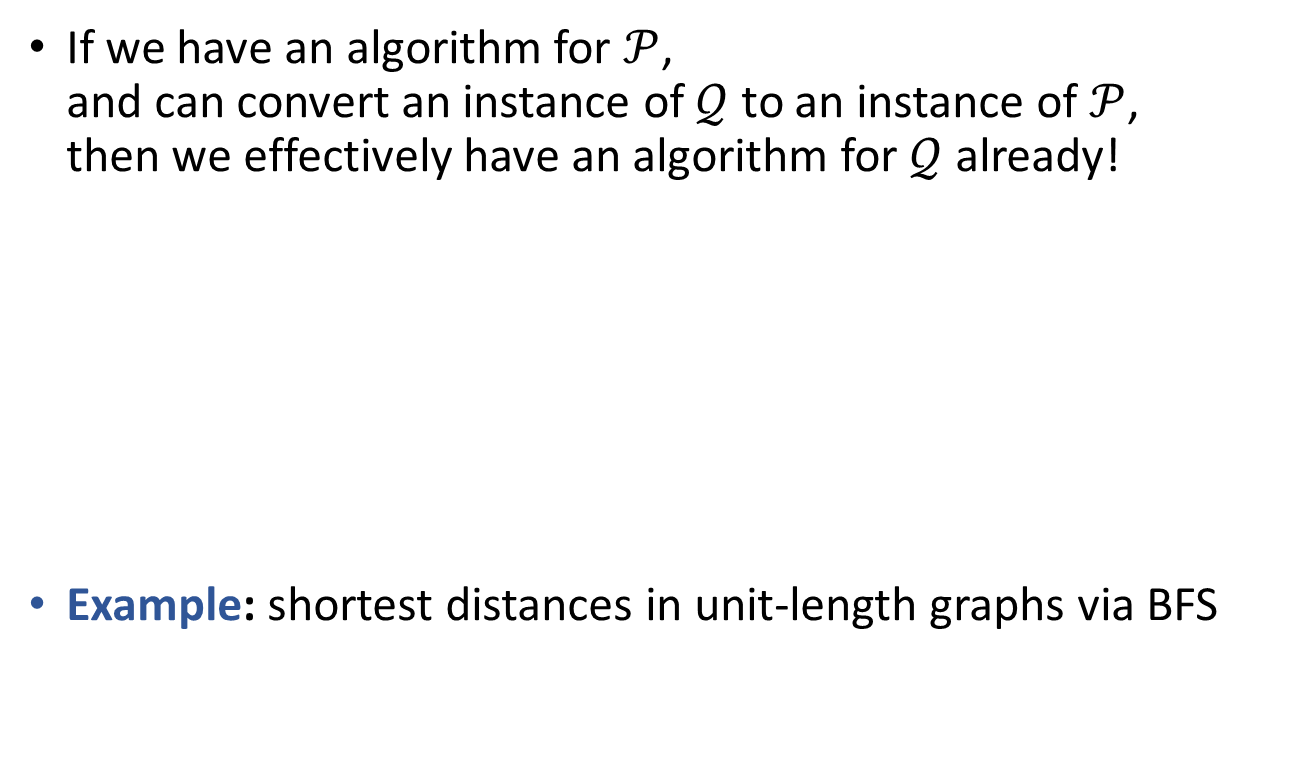 • If we have an algorithm for 𝒫,
and can convert an instance of 𝒬 to an instance of 𝒫,
then we effectively have an algorithm for 𝒬 already!
• Example: shortest distances in unit-length graphs via BFS